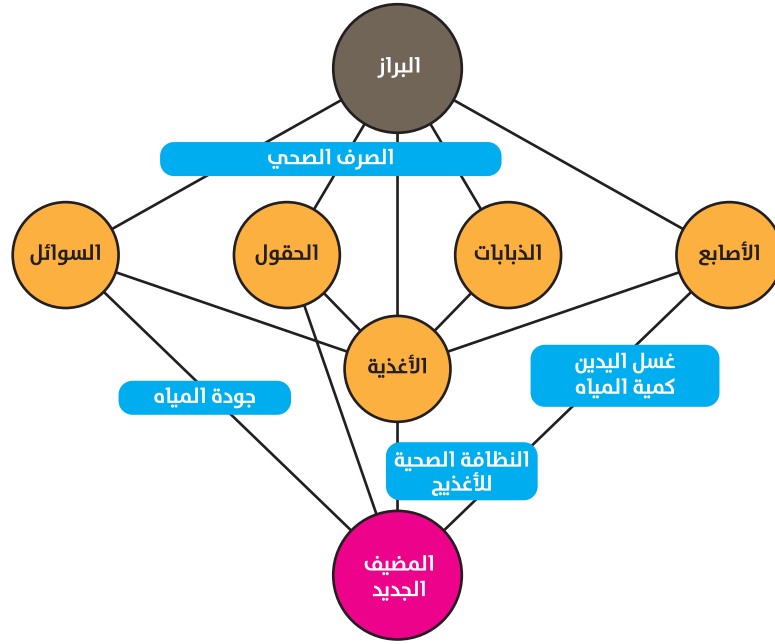 البراز
الصرف الصحي
الأصابع
الذبابات
الحقول
السوائل
الأغذية
غسل اليدين
كمية المياه
جودة المياه
النظافة الصحية
للأغذيج
المضيف
الجديد